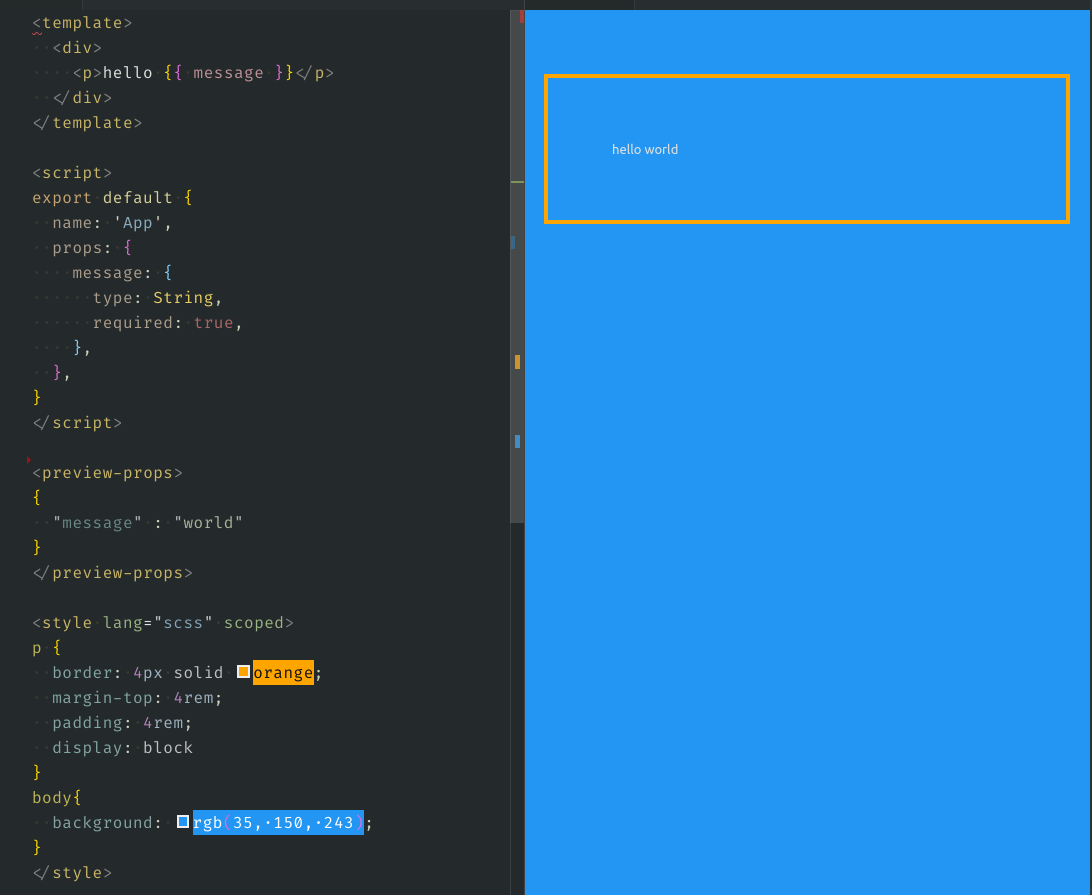 <template>
  <div>
    <p>hello {{ message }}</p>
  </div>
</template>

<script>
export default {
  name: 'App',
  props: {
    message: {
      type: String,
      required: true,
    },
  },
}
</script>

<preview-props>
{
  "message" : "world"
}
</preview-props>

<style lang="scss" scoped>
p {
  border: 4px solid orange;
  margin-top: 4rem;
  padding: 4rem;
  display: block
}
body{
  background: rgb(35, 150, 243);
}
</style>
hello world